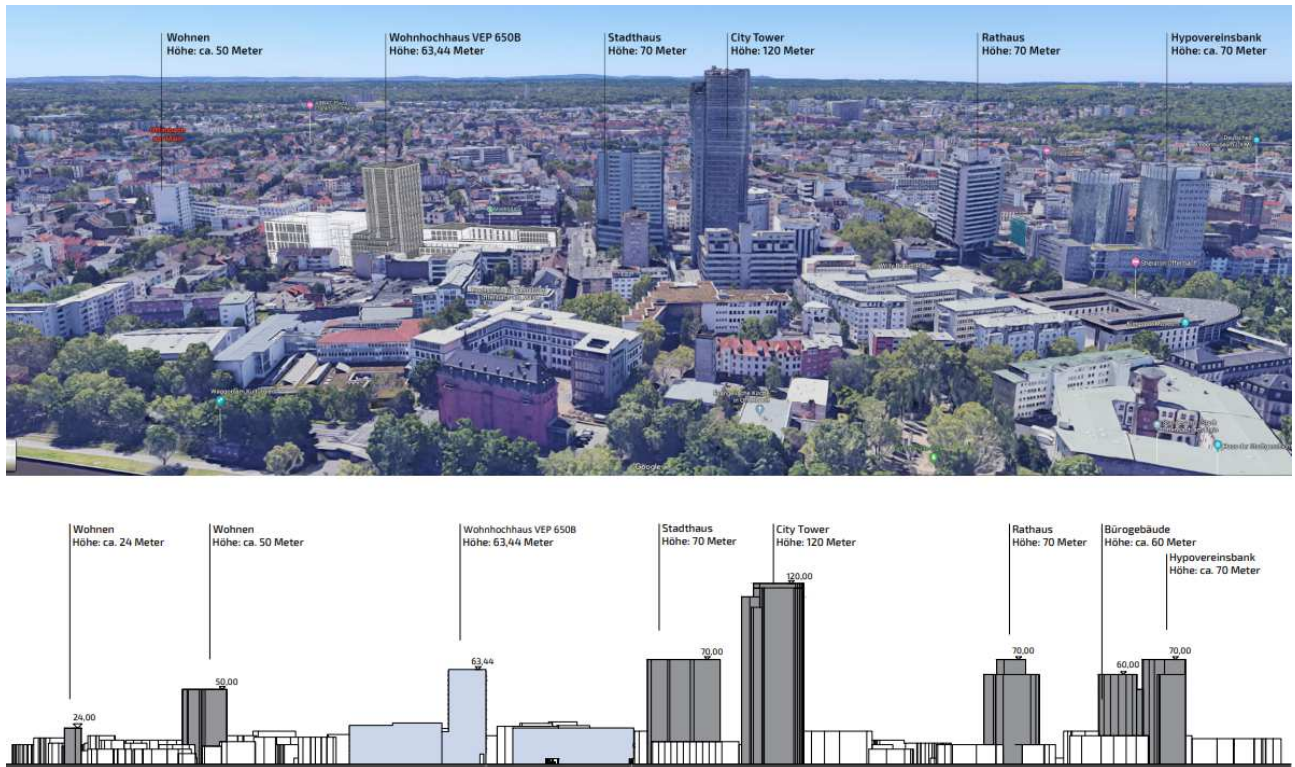 Wohnen
Höhe: ca. 50 Meter
Wohnhochhaus VEP 650B
Höhe: 63,44 Meter
Stadthaus
Höhe: 70 Meter
City Tower
Höhe: 120 Meter
Rathaus
Höhe: 70 Meter
Hypovereinsbank
Höhe: ca. 70 Meter
Google
Wohnen
Höhe: ca. 24 Meter
Wohnen
Höhe: ca. 50 Meter
Wohnhochhaus VEP 650B
Höhe: 63,44 Meter
Stadthaus
Höhe: 70 Meter
City Tower
Höhe: 120 Meter
Rathaus
Höhe: 70 Meter
Bürogebäude
Höhe: ca. 60 Meter
Hypovereinsbank
Höhe: ca. 70 Meter
24,00
50,00
63,44
70,00
120,00
70,00
60,00
70,00